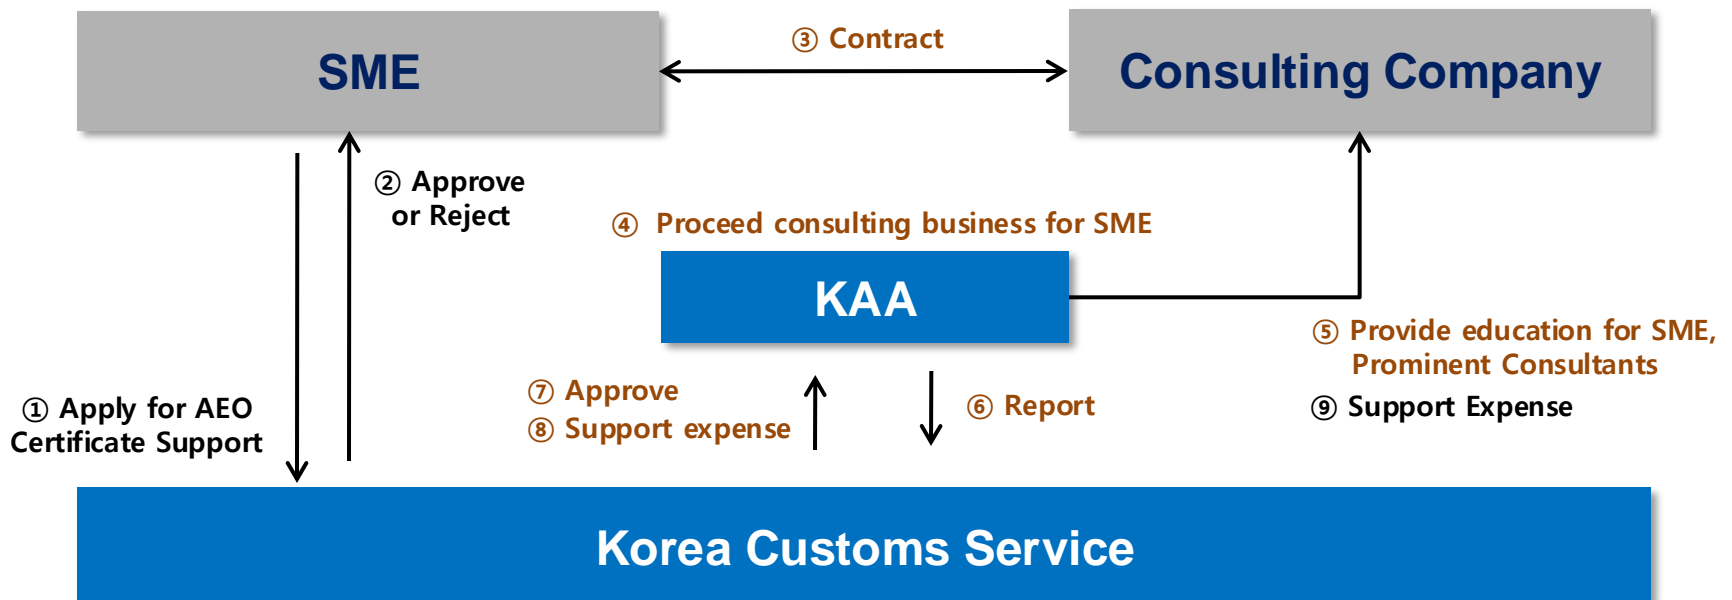 SME
③ Contract
Consulting Company
② Approve
or Reject
④ Proceed consulting business for SME
KAA
① Apply for AEO
Certificate Support
⑦ Approve
⑧ Support expense
⑥ Report
⑤ Provide education for SME,
Prominent Consultants
⑨ Support Expense
Korea Customs Service